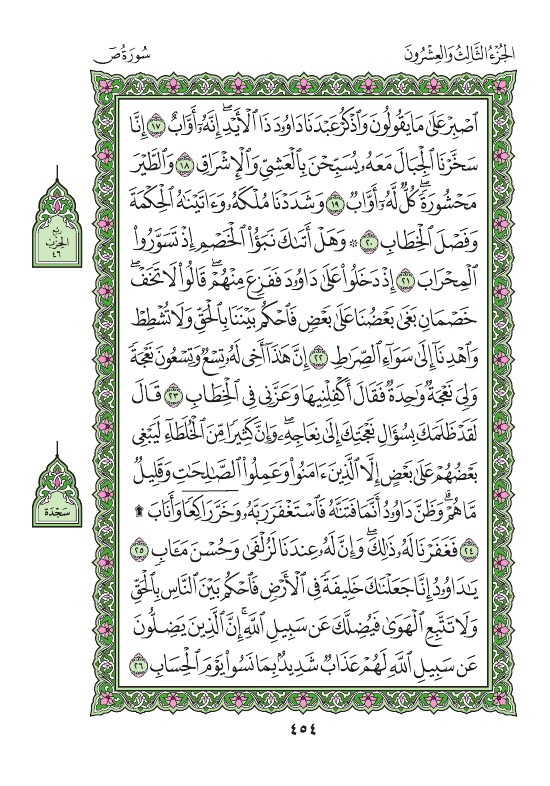 الجُزْءُ الثَّالِثُ وَالعِشْرُونَ
سُورَةُ صٓ
ٱصۡبِرۡ عَلَىٰ مَا يَقُولُونَ وَٱذۡكُرۡ عَبۡدَنَا دَاوُۥدَ ذَا ٱلۡأَيۡدِۖ إِنَّهُۥٓ أَوَّابٌ ١٧ إِنَّا
سَخَّرۡنَا ٱلۡجِبَالَ مَعَهُۥ يُسَبِّحۡنَ بِٱلۡعَشِيِّ وَٱلۡإِشۡرَاقِ ١٨ وَٱلطَّيۡرَ
مَحۡشُورَةٗۖ كُلّٞ لَّهُۥٓ أَوَّابٞ ١٩ وَشَدَدۡنَا مُلۡكَهُۥ وَءَاتَيۡنَٰهُ ٱلۡحِكۡمَةَ
وَفَصۡلَ ٱلۡخِطَابِ ٢٠ ۞ وَهَلۡ أَتَىٰكَ نَبَؤُاْ ٱلۡخَصۡمِ إِذۡ تَسَوَّرُواْ
ٱلۡمِحۡرَابَ ٢١ إِذۡ دَخَلُواْ عَلَىٰ دَاوُۥدَ فَفَزِعَ مِنۡهُمۡۖ قَالُواْ لَا تَخَفۡۖ
خَصۡمَانِ بَغَىٰ بَعۡضُنَا عَلَىٰ بَعۡضٖ فَٱحۡكُم بَيۡنَنَا بِٱلۡحَقِّ وَلَا تُشۡطِطۡ
وَٱهۡدِنَآ إِلَىٰ سَوَآءِ ٱلصِّرَٰطِ ٢٢ إِنَّ هَٰذَآ أَخِي لَهُۥ تِسۡعٞ وَتِسۡعُونَ نَعۡجَةٗ
وَلِيَ نَعۡجَةٞ وَٰحِدَةٞ فَقَالَ أَكۡفِلۡنِيهَا وَعَزَّنِي فِي ٱلۡخِطَابِ ٢٣ قَالَ
لَقَدۡ ظَلَمَكَ بِسُؤَالِ نَعۡجَتِكَ إِلَىٰ نِعَاجِهِۦۖ وَإِنَّ كَثِيرٗا مِّنَ ٱلۡخُلَطَآءِ لَيَبۡغِي
بَعۡضُهُمۡ عَلَىٰ بَعۡضٍ إِلَّا ٱلَّذِينَ ءَامَنُواْ وَعَمِلُواْ ٱلصَّٰلِحَٰتِ وَقَلِيلٞ
مَّا هُمۡۗ وَظَنَّ دَاوُۥدُ أَنَّمَا فَتَنَّٰهُ فَٱسۡتَغۡفَرَ رَبَّهُۥ وَخَرَّۤ رَاكِعٗاۤ وَأَنَابَ ۩
٢٤ فَغَفَرۡنَا لَهُۥ ذَٰلِكَۖ وَإِنَّ لَهُۥ عِندَنَا لَزُلۡفَىٰ وَحُسۡنَ مَـَٔابٖ ٢٥
يَٰدَاوُۥدُ إِنَّا جَعَلۡنَٰكَ خَلِيفَةٗ فِي ٱلۡأَرۡضِ فَٱحۡكُم بَيۡنَ ٱلنَّاسِ بِٱلۡحَقِّ
وَلَا تَتَّبِعِ ٱلۡهَوَىٰ فَيُضِلَّكَ عَن سَبِيلِ ٱللَّهِۚ إِنَّ ٱلَّذِينَ يَضِلُّونَ
عَن سَبِيلِ ٱللَّهِ لَهُمۡ عَذَابٞ شَدِيدُۢ بِمَا نَسُواْ يَوۡمَ ٱلۡحِسَابِ ٢٦
ربع
الحزب
٤٦
سَجْدَة
٤٥٤